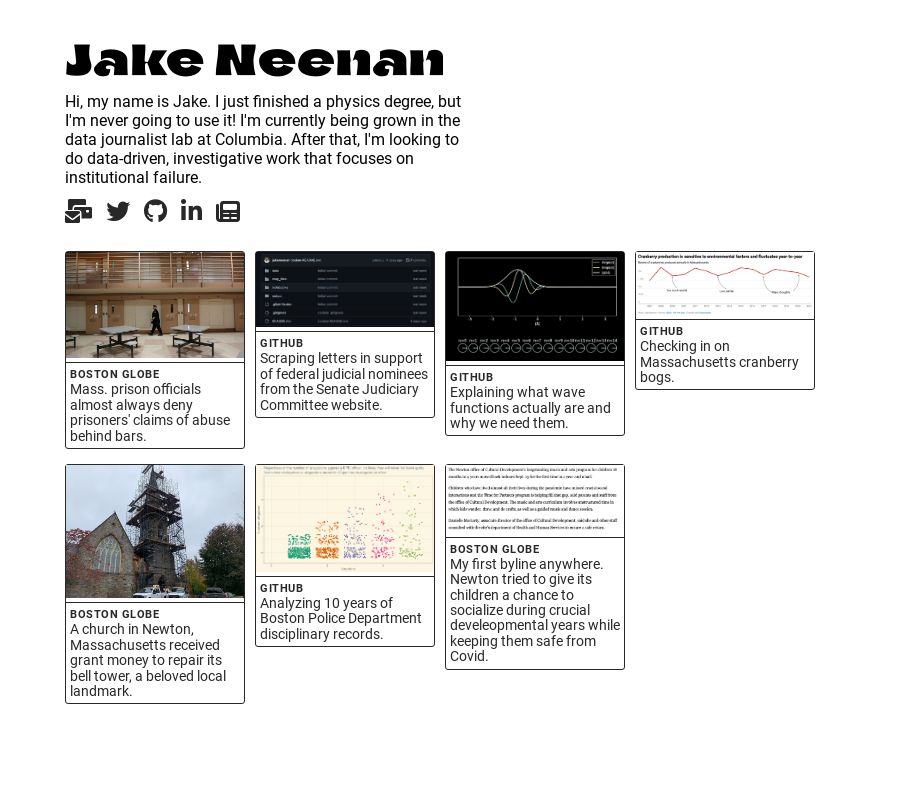 Jake Neenan
Hi, my name is Jake. I just finished a physics degree, but
I'm never going to use it! I'm currently being grown in the
data journalist lab at Columbia. After that, I'm looking to
do data-driven, investigative work that focuses on
institutional failure.
BOSTON GLOBE
Mass. prison officials
almost always deny
prisoners' claims of abuse
behind bars.
GITHUB
Scraping letters in support
of federal judicial nominees
from the Senate Judiciary
Committee website.
GITHUB
Explaining what wave
functions actually are and
why we need them.
Cranberry production is sensitive to environmental factors and fluctuates year-to-year
GITHUB
Checking in on
Massachusetts cranberry
bogs.
BOSTON GLOBE
A church in Newton,
Massachusetts received
grant money to repair its
bell tower, a beloved local
landmark.
GITHUB
Analyzing 10 years of
Boston Police Department
disciplinary records.
BOSTON GLOBE
My first byline anywhere.
Newton tried to give its
children a chance to
socialize during crucial
develeopmental years while
keeping them safe from
Covid.